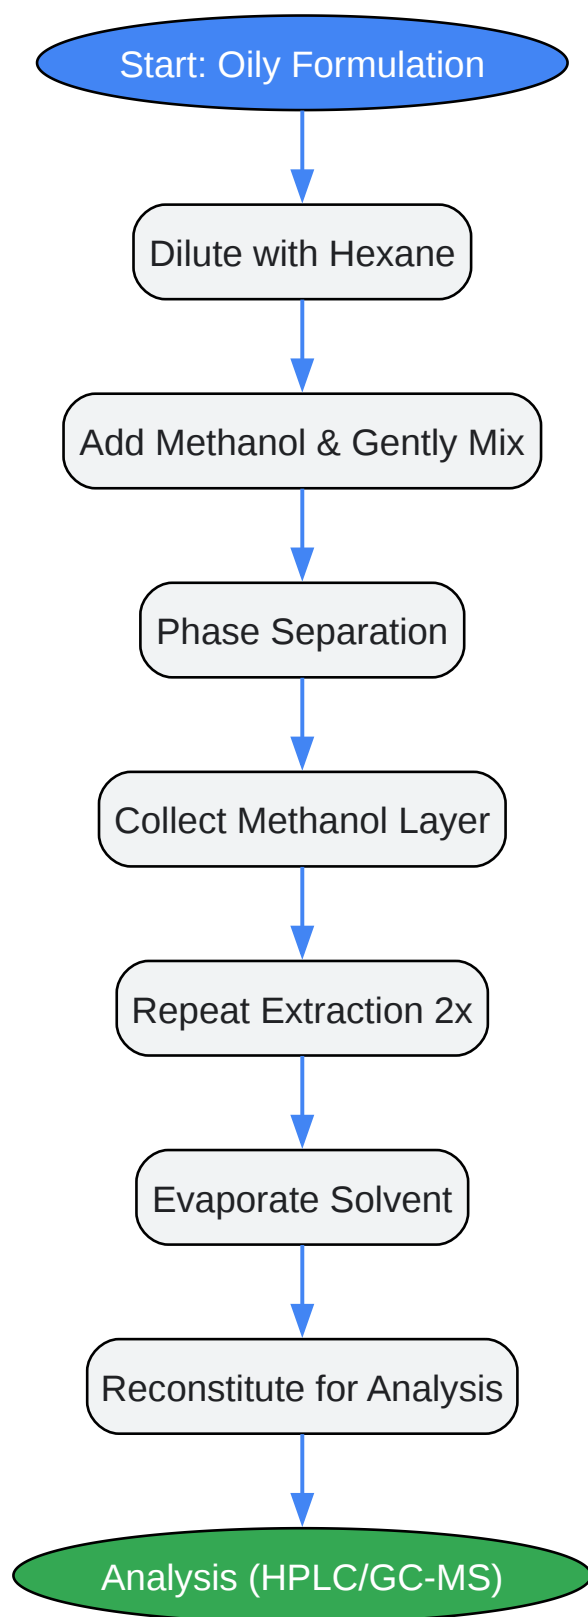 Start: Oily Formulation
Dilute with Hexane
Add Methanol & Gently Mix
Phase Separation
Collect Methanol Layer
Repeat Extraction 2x
Evaporate Solvent
Reconstitute for Analysis
Analysis (HPLC/GC-MS)